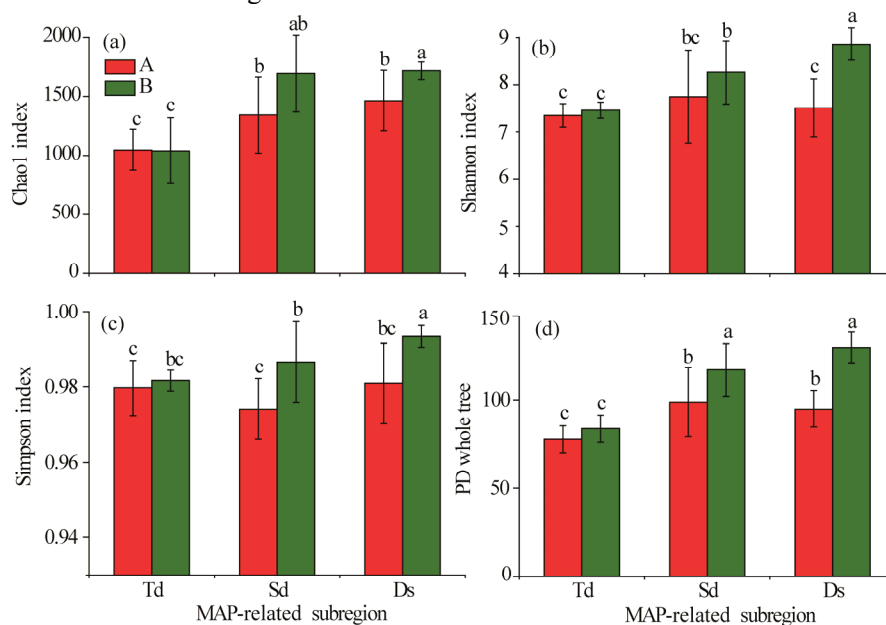 (a)
A
B
2000
1500
1000
500
0
Chao1 index
c
c
b
ab
b
a
(b)
9
8
7
6
5
4
Shannon index
c
c
bc
b
c
a
(c)
1.00
0.98
0.96
0.94
Simpson index
c
bc
c
b
bc
a
Td
Sd
Ds
MAP-related subregion
(d)
150
100
50
0
PD whole tree
c
c
b
a
b
a
Td
Sd
Ds
MAP-related subregion